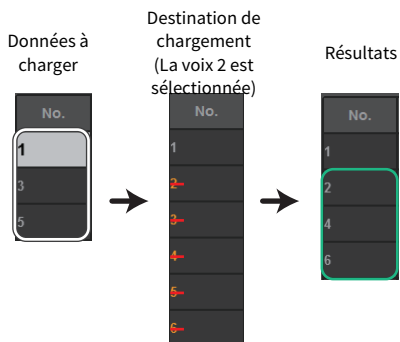 Données à
charger
Destination de
chargement
(La voix 2 est
sélectionnée)
Résultats
No.
1
3
5
No.
1
2
3
4
5
6
No.
1
2
4
6